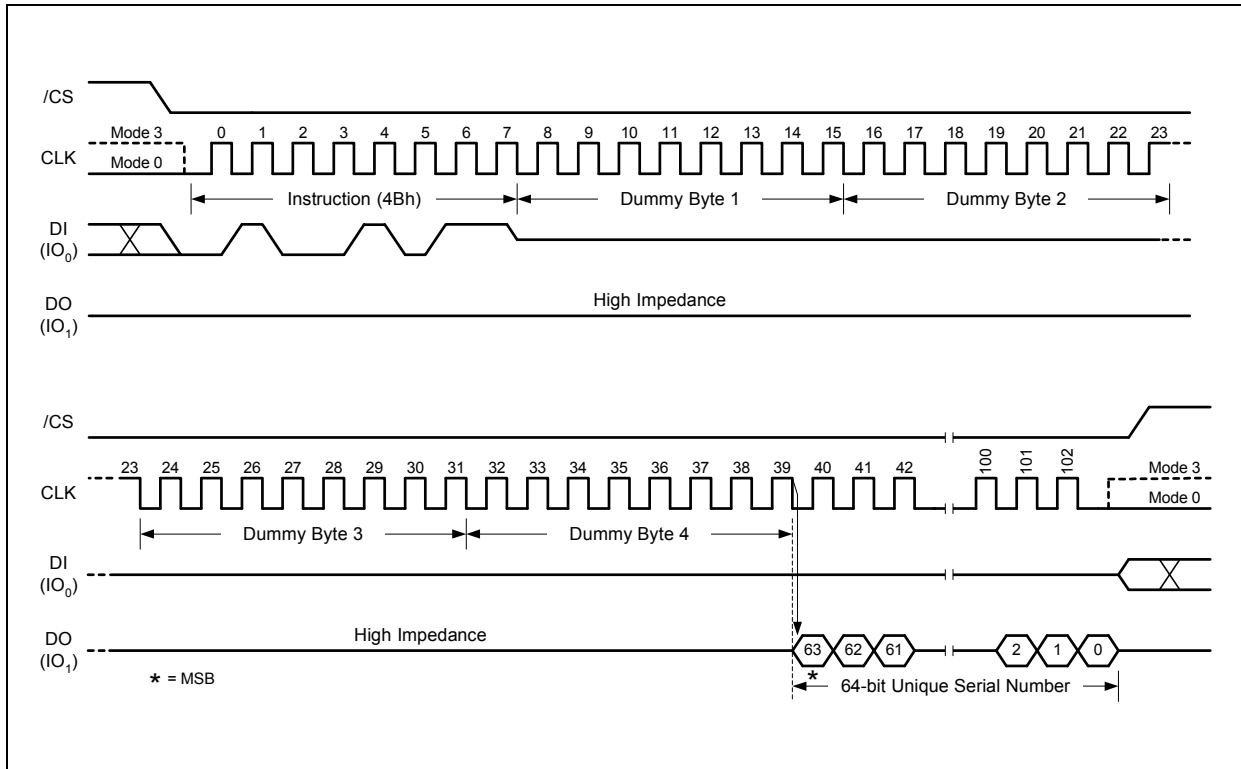 /CS
Mode 3 0 1 2 3 4 5 6 7 8 9 10 11 12 13 14 15 16 17 18 19 20 21 22 23
CLK
Mode 0
Instruction (4Bh) Dummy Byte 1 Dummy Byte 2
DI
(IO0)
High Impedance
DO
(IO1)
/CS
23 24 25 26 27 28 29 30 31 32 33 34 35 36 37 38 39 40 41 42 100 101 102 Mode 3
CLK
Mode 0
Dummy Byte 3 Dummy Byte 4
DI
(IO0)
DO
(IO1)
High Impedance
63 62 61 2 1 0
* = MSB
*
64-bit Unique Serial Number